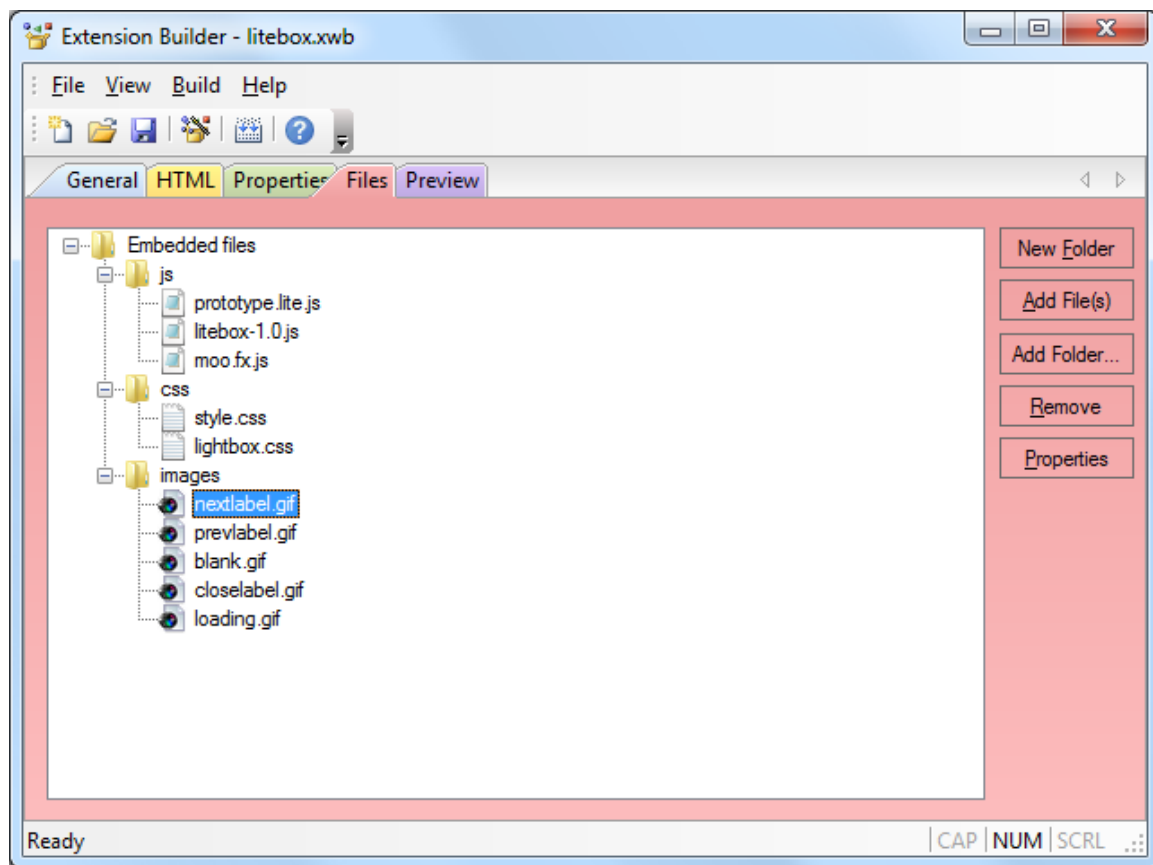 Extension Builder - litebox.xwb
File View Build Help
General HTML Properties Files Preview
Embedded files
js
prototype.lite.js
litebox-1.0.js
moo.fx.js
css
style.css
lightbox.css
images
nextlabel.gif
prevlabel.gif
blank.gif
closelabel.gif
loading.gif
New Folder
Add File(s)
Add Folder...
Remove
Properties
Ready
CAP NUM SCRL